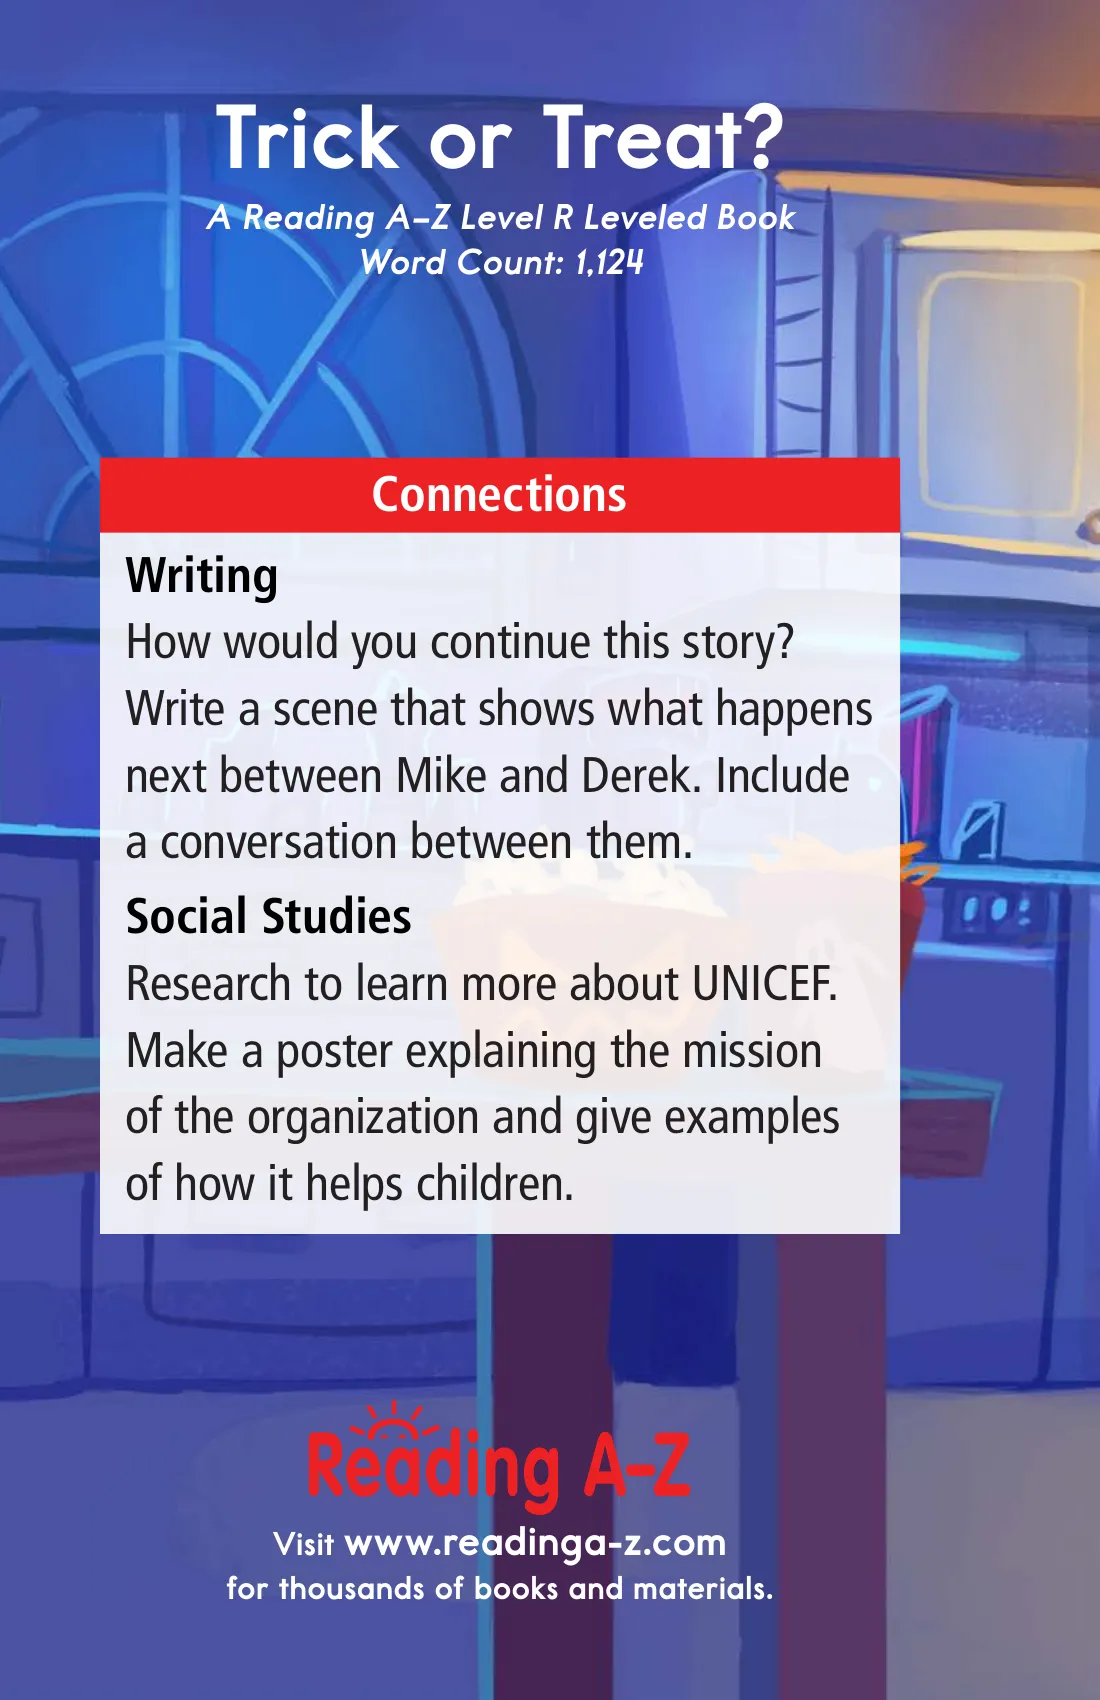 Trick or Treat?
A Reading A–Z Level R Leveled Book
Word Count: 1,124
Connections
Writing
How would you continue this story?
Write a scene that shows what happens
next between Mike and Derek. Include
a conversation between them.
Social Studies
Research to learn more about UNICEF.
Make a poster explaining the mission
of the organization and give examples
of how it helps children.
Reading A–Z
Visit www.readinga-z.com
for thousands of books and materials.